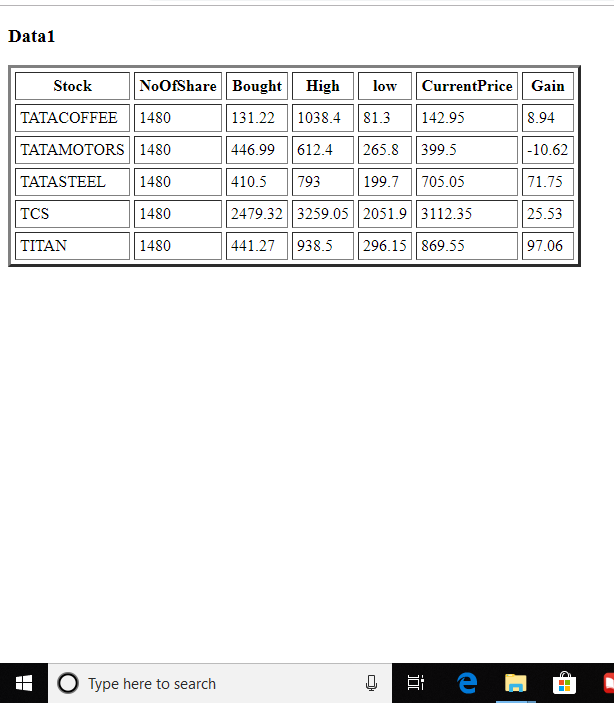 Data1
Stock NoOfShare Bought High low CurrentPrice Gain
TATACOFFEE 1480 131.22 1038.4 81.3 142.95 8.94
TATAMOTORS 1480 446.99 612.4 265.8 399.5 -10.62
TATASTEEL 1480 410.5 793 199.7 705.05 71.75
TCS 1480 2479.32 3259.05 2051.9 3112.35 25.53
TITAN 1480 441.27 938.5 296.15 869.55 97.06
Type here to search